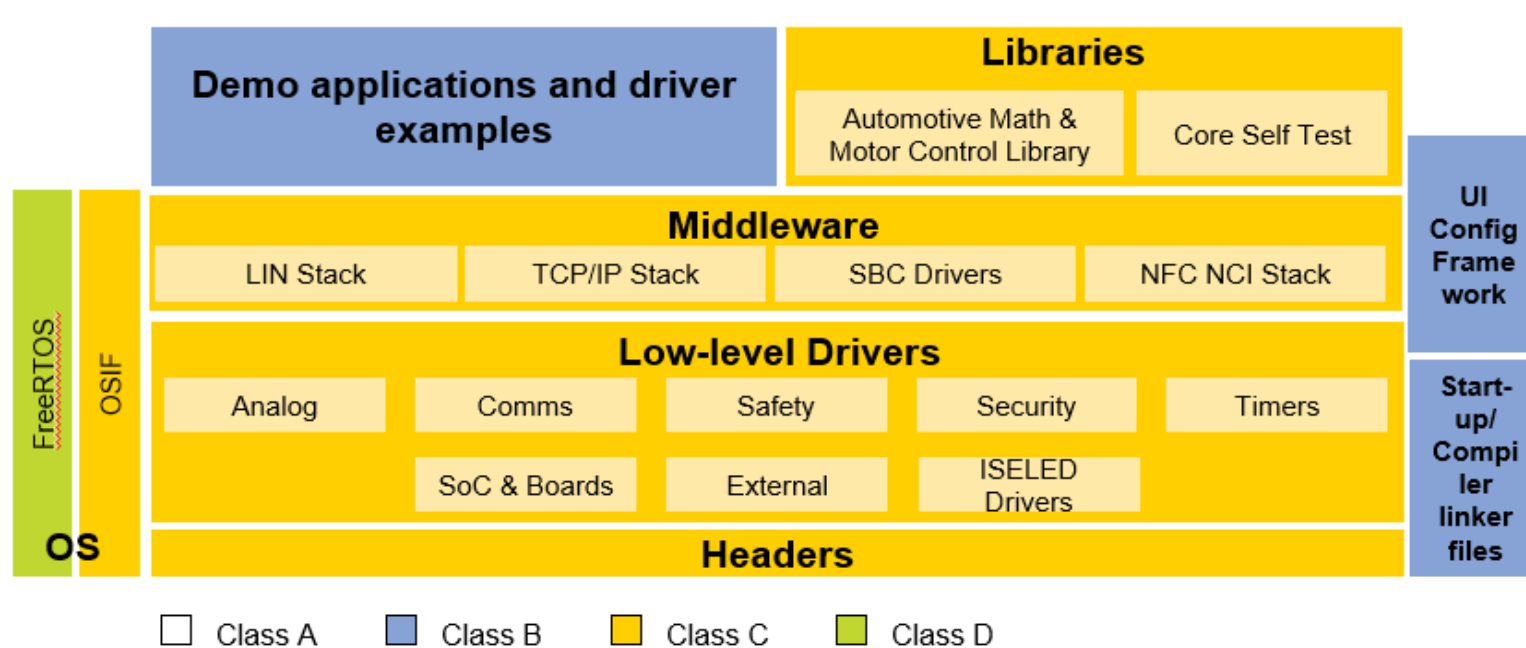 Demo applications and driver
examples
Libraries
Automotive Math &
Motor Control Library
Core Self Test
UI
Config
Frame
work
Middleware
LIN Stack
TCP/IP Stack
SBC Drivers
NFC NCI Stack
FreeRTOS
OSIF
OS
Low-level Drivers
Analog
Comms
Safety
Security
Timers
SoC & Boards
External
ISELED
Drivers
Start-
up/
Compi
ler
linker
files
Headers
Class A
Class B
Class C
Class D